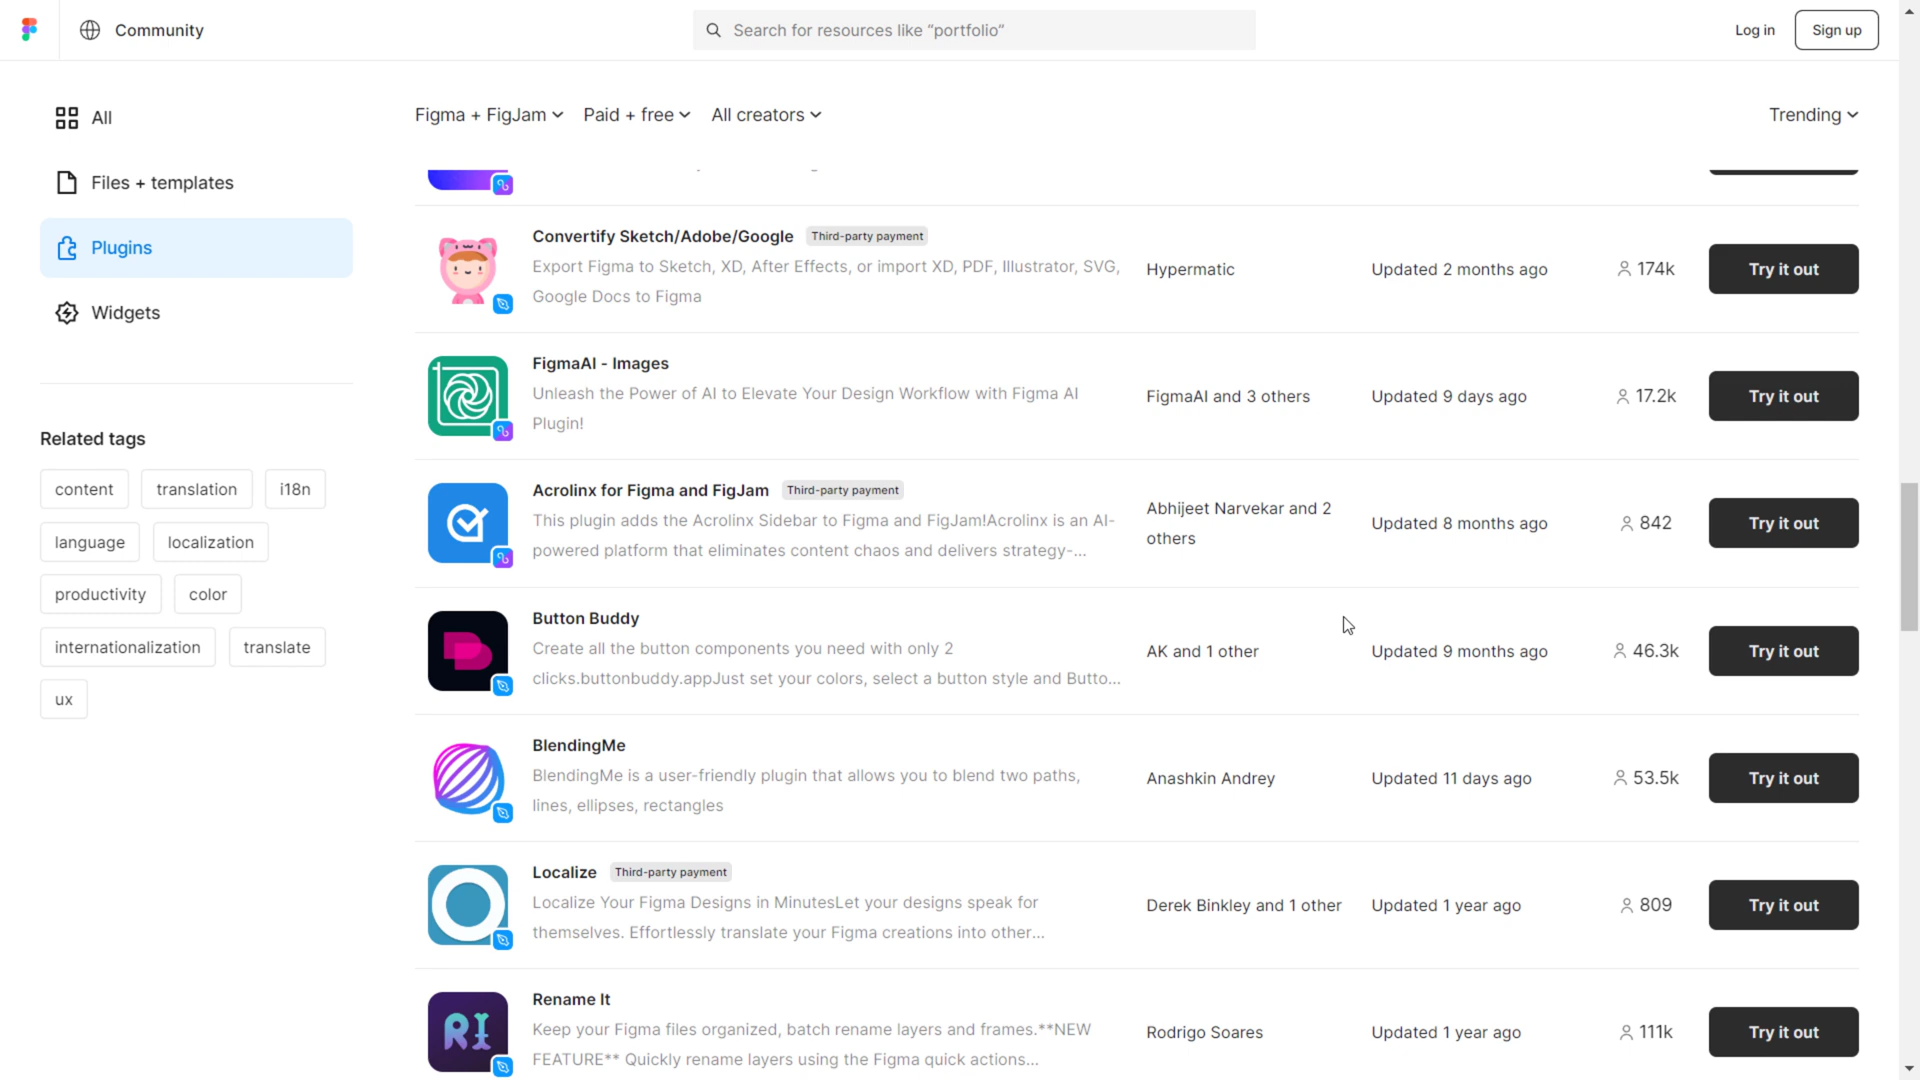 Community
Search for resources like “portfolio”
Log in
Sign up
All
Files + templates
Plugins
Widgets
Related tags
content
translation
i18n
language
localization
productivity
color
internationalization
translate
ux
Figma + FigJam
Paid + free
All creators
Trending
Convertify Sketch/Adobe/Google
Third-party payment
Export Figma to Sketch, XD, After Effects, or import XD, PDF, Illustrator, SVG,
Google Docs to Figma
Hypermatic
Updated 2 months ago
174k
Try it out
FigmaAI - Images
Unleash the Power of AI to Elevate Your Design Workflow with Figma AI
Plugin!
FigmaAI and 3 others
Updated 9 days ago
17.2k
Try it out
Acrolinx for Figma and FigJam
Third-party payment
This plugin adds the Acrolinx Sidebar to Figma and FigJam!Acrolinx is an AI-
powered platform that eliminates content chaos and delivers strategy-...
Abhijeet Narvekar and 2
others
Updated 8 months ago
842
Try it out
Button Buddy
Create all the button components you need with only 2
clicks.buttonbuddy.appJust set your colors, select a button style and Butto...
AK and 1 other
Updated 9 months ago
46.3k
Try it out
BlendingMe
BlendingMe is a user-friendly plugin that allows you to blend two paths,
lines, ellipses, rectangles
Anashkin Andrey
Updated 11 days ago
53.5k
Try it out
Localize
Third-party payment
Localize Your Figma Designs in MinutesLet your designs speak for
themselves. Effortlessly translate your Figma creations into other...
Derek Binkley and 1 other
Updated 1 year ago
809
Try it out
RI
Rename It
Keep your Figma files organized, batch rename layers and frames.**NEW
FEATURE** Quickly rename layers using the Figma quick actions...
Rodrigo Soares
Updated 1 year ago
111k
Try it out